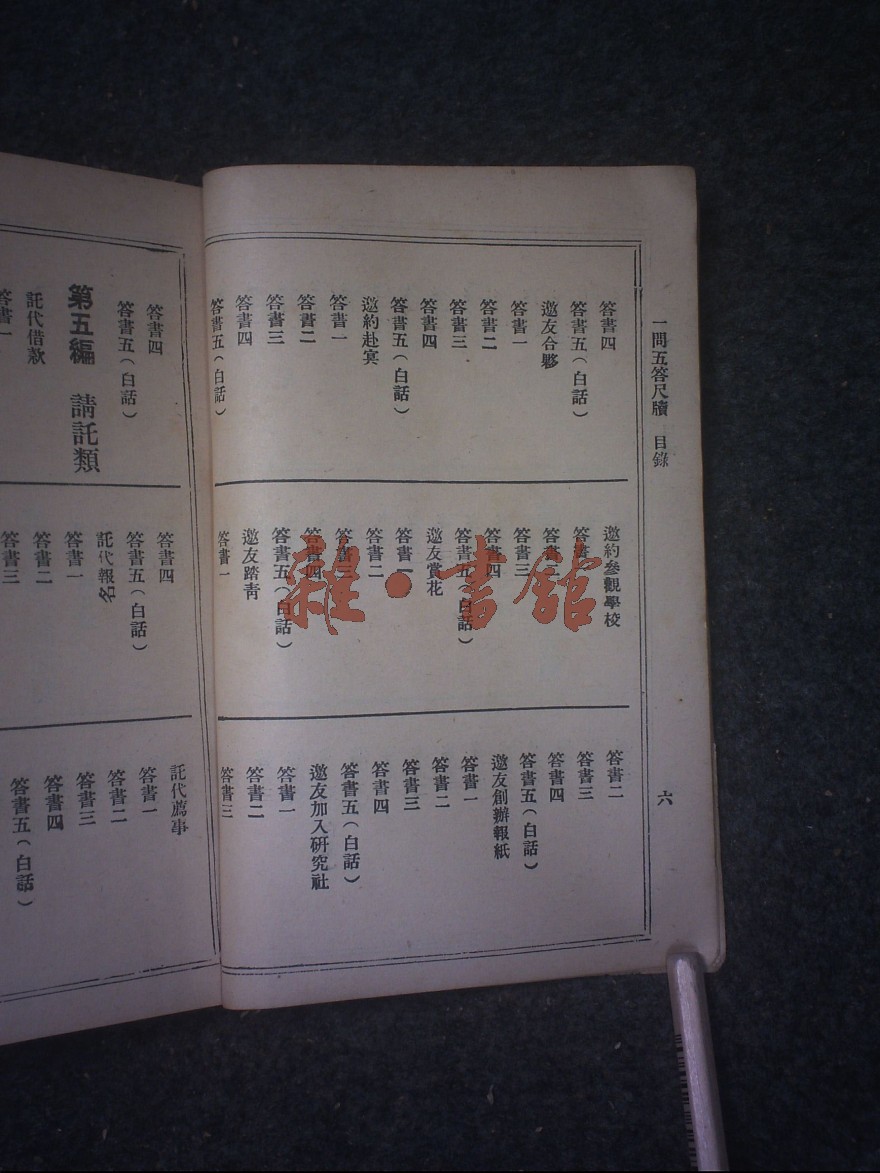 一問五答尺牘 目錄
六
答書四
答書五(白話)
邀友合夥
答書一
答書二
答書三
答書四
答書五(白話)
邀約赴宴
答書一
答書二
答書三
答書四
答書五(白話)
邀約參觀學校
答書一
答書二
答書三
答書四
答書五(白話)
邀友賞花
答書一
答書二
答書三
答書四
答書五(白話)
邀友踏靑
答書一
答書二
答書三
答書四
答書五(白話)
邀友創辦報紙
答書一
答書二
答書三
答書四
答書五(白話)
邀友加入研究社
答書一
答書二
答書三
答書四
答書五(白話)
第五編 請託類
託代借款
答書一
答書四
答書五(白話)
託代報名
答書一
答書二
答書三
託代薦事
答書一
答書二
答書三
答書四
答書五(白話)
雜·書館